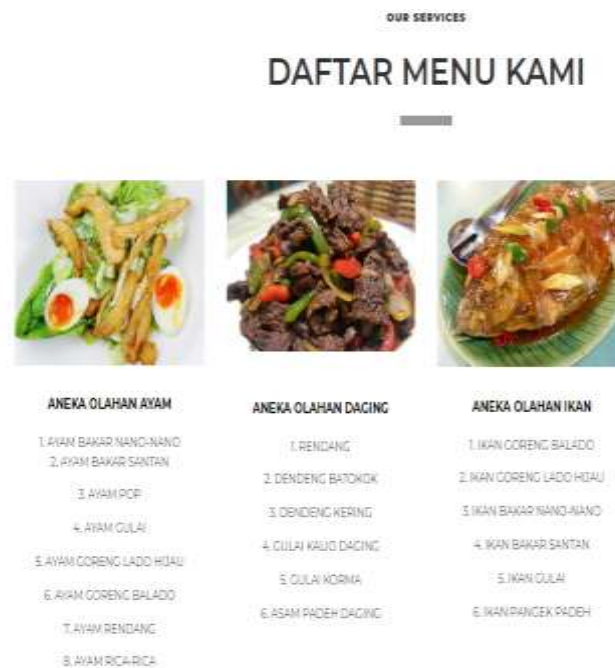 OUR SERVICES
DAFTAR MENU KAMI
ANEKA OLAHAN AYAM
1. AYAM BAKAR NANO-NANO
2. AYAM BAKAR SANTAN
3. AYAM POP
4. AYAM GULAI
5. AYAM GORENG LADO HIJAU
6. AYAM GORENG BALADO
7. AYAM RENDANG
8. AYAM RICA-RICA
ANEKA OLAHAN DAGING
1. RENDANG
2. DENDENG BATOKOK
3. DENDENG KERING
4. GULAI KALIO DAGING
5. GULAI KORMA
6. ASAM PADEH DAGING
ANEKA OLAHAN IKAN
1. IKAN GORENG BALADO
2. IKAN GORENG LADO HIJAU
3. IKAN BAKAR NANO-NANO
4. IKAN BAKAR SANTAN
5. IKAN GULAI
6. IKAN PANGEK PADEH